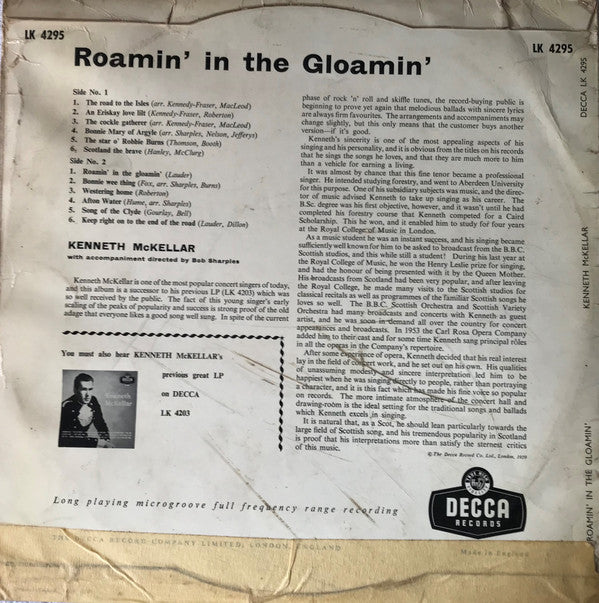 LK 4295
LK 4295
Roamin' in the Gloamin'
Side No. 1
1. The road to the Isles (arr. Kennedy-Fraser, MacLeod)
2. An Eriskay love lilt (Kennedy-Fraser, Roberton)
3. The cockle gatherer (arr. Kennedy-Fraser, MacLeod)
4. Bonnie Mary of Argyle (arr. Sharples, Nelson, Jefferys)
5. The star o' Robbie Burns (Thomson, Booth)
6. Scotland the brave (Hanley, McClurg)
Side No. 2
1. Roamin' in the gloamin' (Lauder)
2. Bonnie wee thing (Fox, arr. Sharples, Burns)
3. Westering home (Roberton)
4. Afton Water (Hume, arr. Sharples)
5. Song of the Clyde (Gourlay, Bell)
6. Keep right on to the end of the road (Lauder, Dillon)
KENNETH McKELLAR
with accompaniment directed by Bob Sharples
Kenneth McKellar is one of the most popular concert singers of today,
and this album is a successor to his previous LP (LK 4203) which was
so well received by the public. The fact of this young singer's early
scaling of the peaks of popularity and success is strong proof of the old
adage that everyone likes a good song well sung. In spite of the current
phase of rock 'n' roll and skiffle tunes, the record-buying public is
beginning to prove yet again that melodious ballads with sincere lyrics
are always firm favourites. The arrangements and accompaniments may
change slightly, but this only means that the customer buys another
version—if it's good.
Kenneth's sincerity is one of the most appealing aspects of his
singing and his personality, and it is obvious from the titles on his records
that he sings the songs he loves, and that they are much more to him
than a vehicle for earning a living.
It was almost by chance that this fine tenor became a professional
singer. He intended studying forestry, and went to Aberdeen University
for this purpose. One of his subsidiary subjects was music, and the direc-
tor of music advised Kenneth to take up singing as his career. The
B.Sc. degree was his first objective, however, and it wasn't until he had
completed his forestry course that Kenneth competed for a Caird
Scholarship. This he won, and it enabled him to study for four years
at the Royal College of Music in London.
As a music student he was an instant success, and his singing became
sufficiently well known for him to be asked to broadcast from the B.B.C.
Scottish studios, and this while still a student! During his last year at
the Royal College of Music, he won the Henry Leslie prize for singing,
and had the honour of being presented with it by the Queen Mother.
His broadcasts from Scotland had been very popular, and after leaving
the Royal College, he made many visits to the Scottish studios for
classical recitals as well as programmes of the familiar Scottish songs he
loves so well. The B.B.C. Scottish Orchestra and Scottish Variety
Orchestra had many broadcasts and concerts with Kenneth as guest
artist, and he was soon in demand all over the country for concert
appearances and broadcasts. In 1953 the Carl Rosa Opera Company
added him to their cast and for some time Kenneth sang principal rôles
in all the operas in the Company's repertoire.
After some experience of opera, Kenneth decided that his real interest
lay in the field of concert work, and he set out on his own. His qualities
of unassuming modesty and sincere interpretation led him to be
happiest when he was singing directly to people, rather than portraying
a character, and it is this fact which has made his fine voice so popular
on records. The more intimate atmosphere of the concert hall and
drawing-room is the ideal setting for the traditional songs and ballads
which Kenneth excels in singing.
It is natural that, as a Scot, he should lean particularly towards the
large field of Scottish song, and his tremendous popularity in Scotland
is proof that his interpretations more than satisfy the sternest critics
of this music.
© The Decca Record Co. Ltd., London, 1959
You must also hear KENNETH McKELLAR's
previous great LP
on DECCA
LK 4203
Kenneth
McKellar
DECCA
Long playing microgroove full frequency range recording
DECCA
RECORDS
THE DECCA RECORD COMPANY LIMITED, LONDON, ENGLAND
Made in England
DECCA LK 4295
KENNETH McKELLAR
ROAMIN' IN THE GLOAMIN'